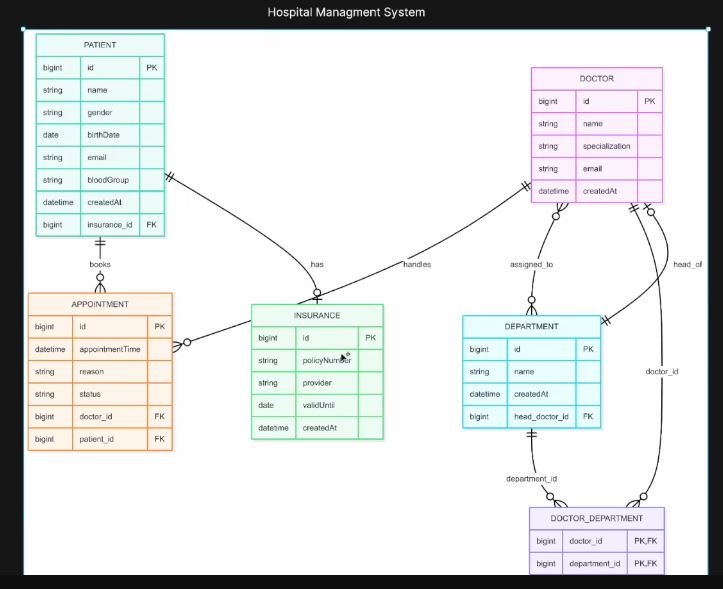 Hospital Managment System
PATIENT
bigint id PK
string name
string gender
date birthDate
string email
string bloodGroup
datetime createdAt
bigint insurance_id FK
DOCTOR
bigint id PK
string name
string specialization
string email
datetime createdAt
books
has
handles
assigned_to
head_of
APPOINTMENT
bigint id PK
datetime appointmentTime
string reason
string status
bigint doctor_id FK
bigint patient_id FK
INSURANCE
bigint id PK
string policyNumber
string provider
date validUntil
datetime createdAt
DEPARTMENT
bigint id PK
string name
datetime createdAt
bigint head_doctor_id FK
doctor_id
department_id
DOCTOR_DEPARTMENT
bigint doctor_id PK,FK
bigint department_id PK,FK